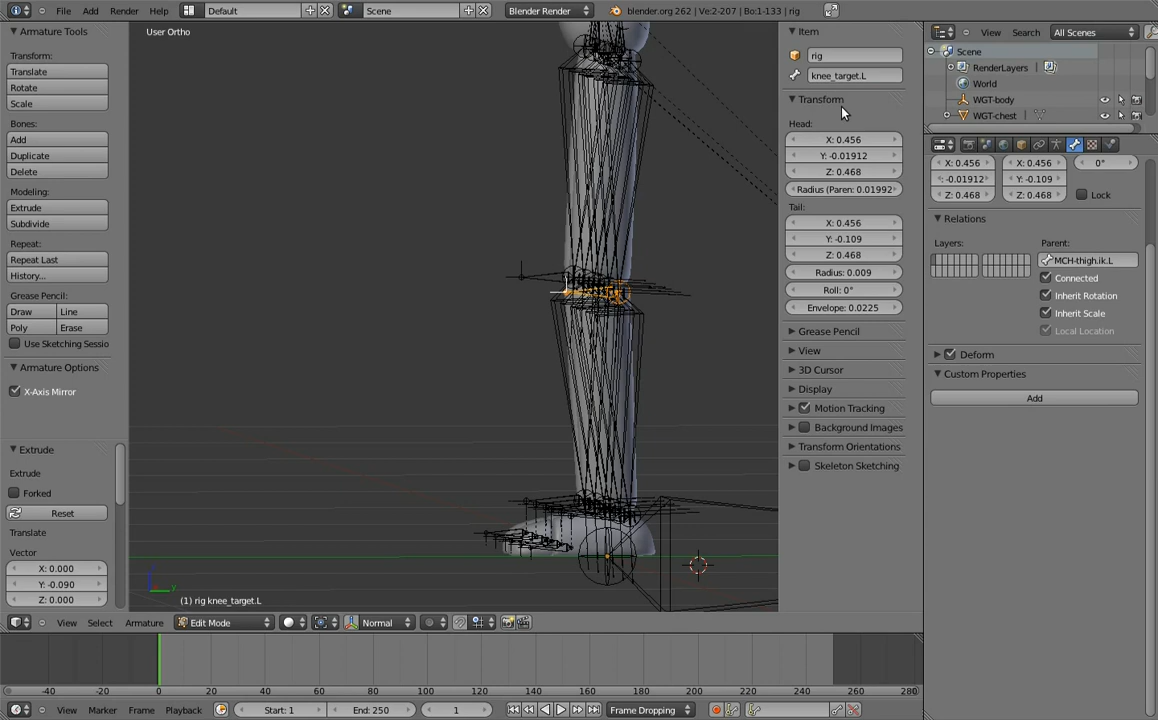 File Add Render Help Default Scene Blender Render blender.org 262 | Ve:2-207 | Bo:1-133 | rig
Armature Tools
Transform:
Translate
Rotate
Scale
Bones:
Add
Duplicate
Delete
Modeling:
Extrude
Subdivide
Repeat:
Repeat Last
History...
Grease Pencil:
Draw Line
Poly Erase
Use Sketching Sessio
Armature Options
X-Axis Mirror
Extrude
Extrude
Forked
Reset
Translate
Vector
X: 0.000
Y: -0.090
Z: 0.000
User Ortho
(1) rig knee_target.L
View Select Armature Edit Mode Normal
Item
rig
knee_target.L
Transform
Head:
X: 0.456
Y: -0.01912
Z: 0.468
Radius (Paren: 0.01992
Tail:
X: 0.456
Y: -0.109
Z: 0.468
Radius: 0.009
Roll: 0°
Envelope: 0.0225
Grease Pencil
View
3D Cursor
Display
Motion Tracking
Background Images
Transform Orientations
Skeleton Sketching
View Search All Scenes
Scene
RenderLayers |
World
WGT-body
WGT-chest |
X: 0.456 X: 0.456 0°
: -0.01912 Y: -0.109
Z: 0.468 Z: 0.468 Lock
Relations
Layers: Parent:
MCH-thigh.ik.L
Connected
Inherit Rotation
Inherit Scale
Local Location
Deform
Custom Properties
Add
-40 -20 0 20 40 60 80 100 120 140 160 180 200 220 240 260 280
View Marker Frame Playback Start: 1 End: 250 1 Frame Dropping